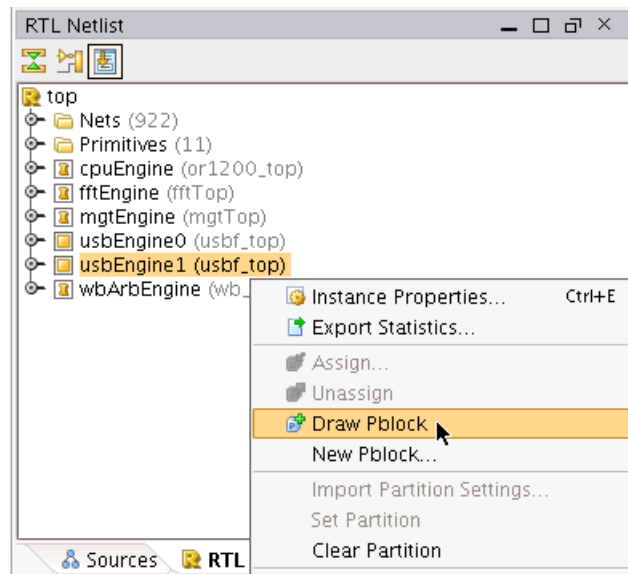 RTL Netlist
top
Nets (922)
Primitives (11)
cpuEngine (or1200_top)
fftEngine (fftTop)
mgtEngine (mgtTop)
usbEngine0 (usbf_top)
usbEngine1 (usbf_top)
wbArbEngine (wb_
Instance Properties... Ctrl+E
Export Statistics...
Assign...
Unassign
Draw Pblock
New Pblock...
Import Partition Settings...
Set Partition
Clear Partition
Sources RTL